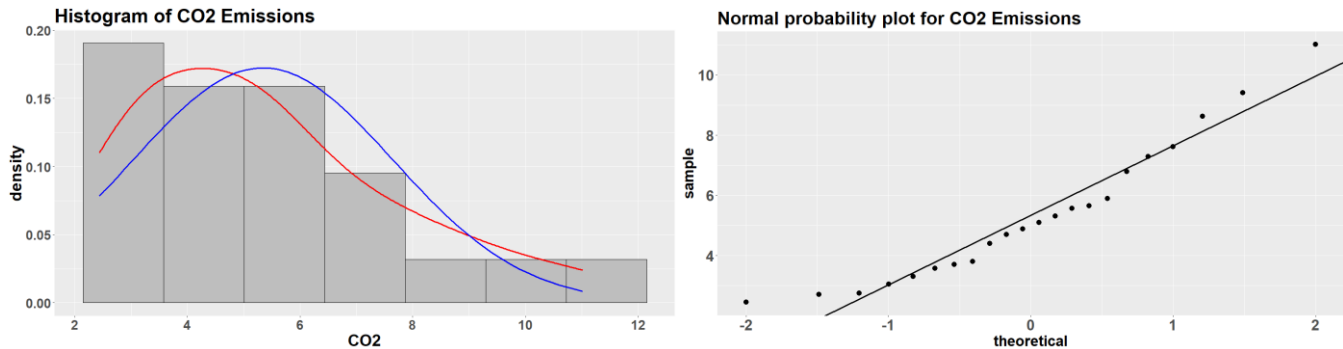 Histogram of CO2 Emissions
0.20
0.15
0.10
0.05
0.00
density
2 4 6 8 10 12
CO2
Normal probability plot for CO2 Emissions
10
8
6
4
sample
-2 -1 0 1 2
theoretical